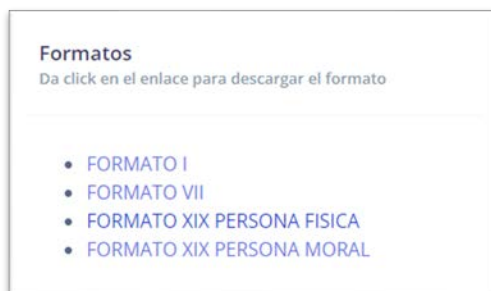 Formatos
Da click en el enlace para descargar el formato
• FORMATO I
• FORMATO VII
• FORMATO XIX PERSONA FISICA
• FORMATO XIX PERSONA MORAL